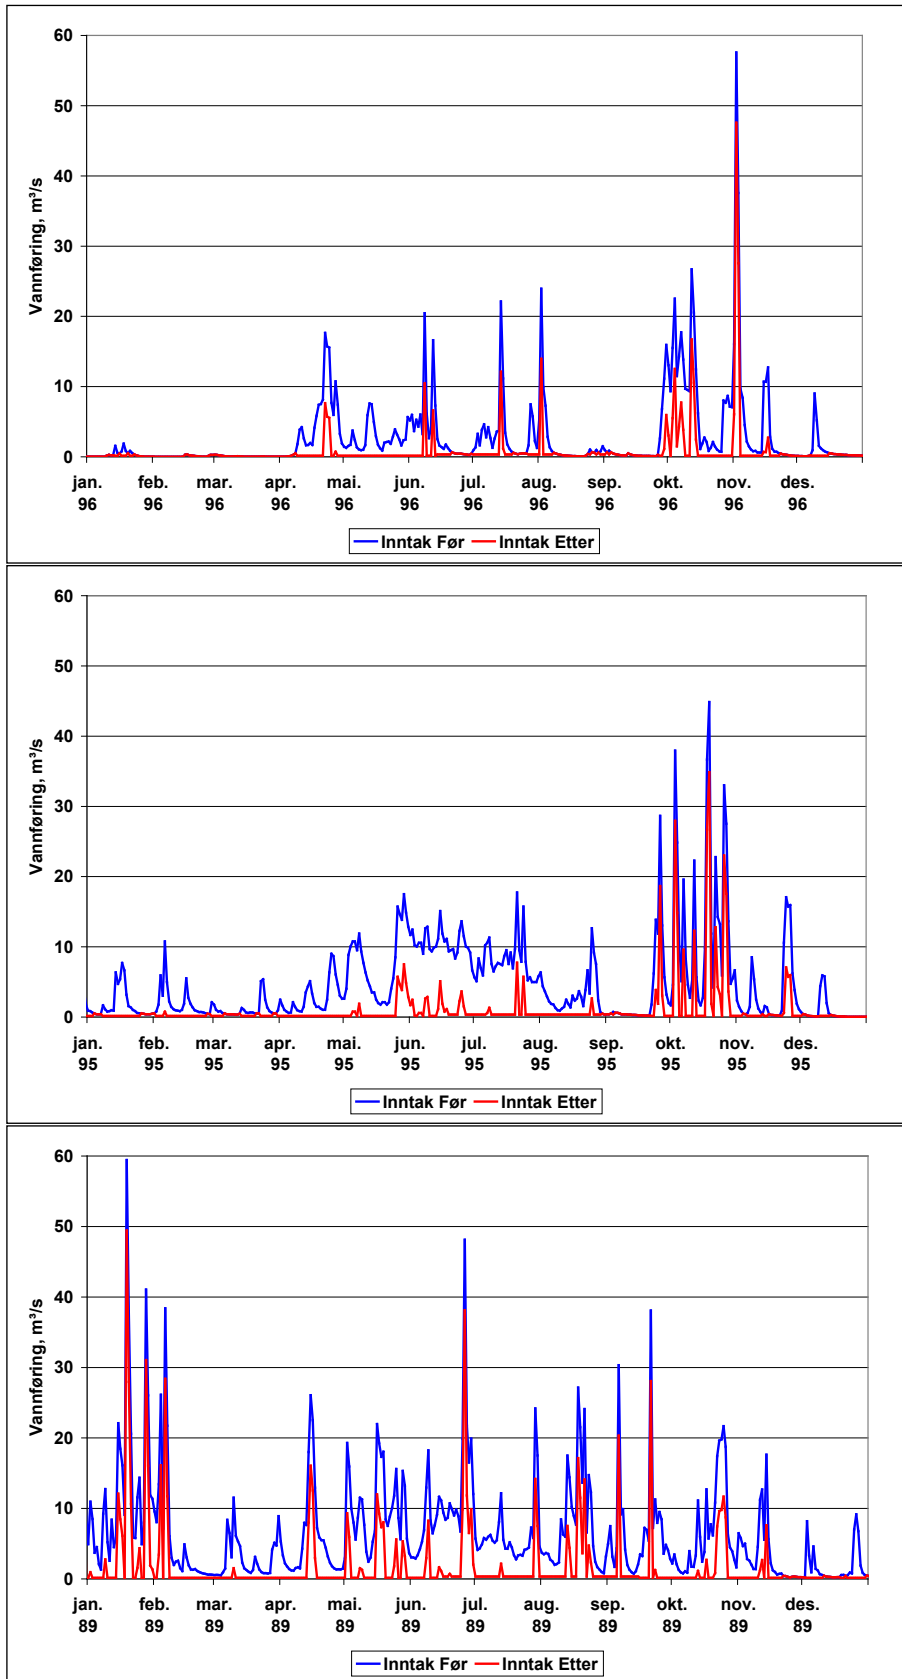 60
50
40
30
20
10
0
Vannføring, m³/s
jan. feb. mar. apr. mai. jun. jul. aug. sep. okt. nov. des.
96 96 96 96 96 96 96 96 96 96 96 96
Inntak Før Inntak Etter
60
50
40
30
20
10
0
Vannføring, m³/s
jan. feb. mar. apr. mai. jun. jul. aug. sep. okt. nov. des.
95 95 95 95 95 95 95 95 95 95 95 95
Inntak Før Inntak Etter
60
50
40
30
20
10
0
Vannføring, m³/s
jan. feb. mar. apr. mai. jun. jul. aug. sep. okt. nov. des.
89 89 89 89 89 89 89 89 89 89 89 89
Inntak Før Inntak Etter